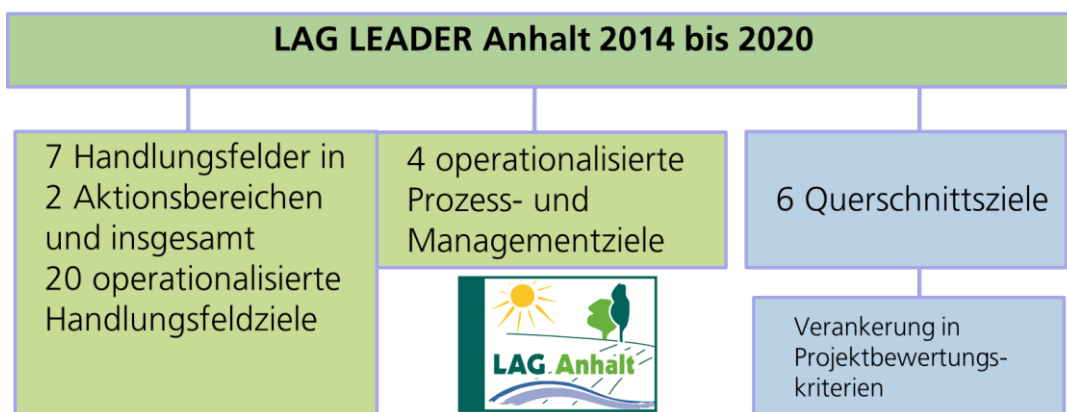 LAG LEADER Anhalt 2014 bis 2020
7 Handlungsfelder in
2 Aktionsbereichen
und insgesamt
20 operationalisierte
Handlungsfeldziele
4 operationalisierte
Prozess- und
Managementziele
LAG Anhalt
6 Querschnittsziele
Verankerung in
Projektbewertungs-
kriterien